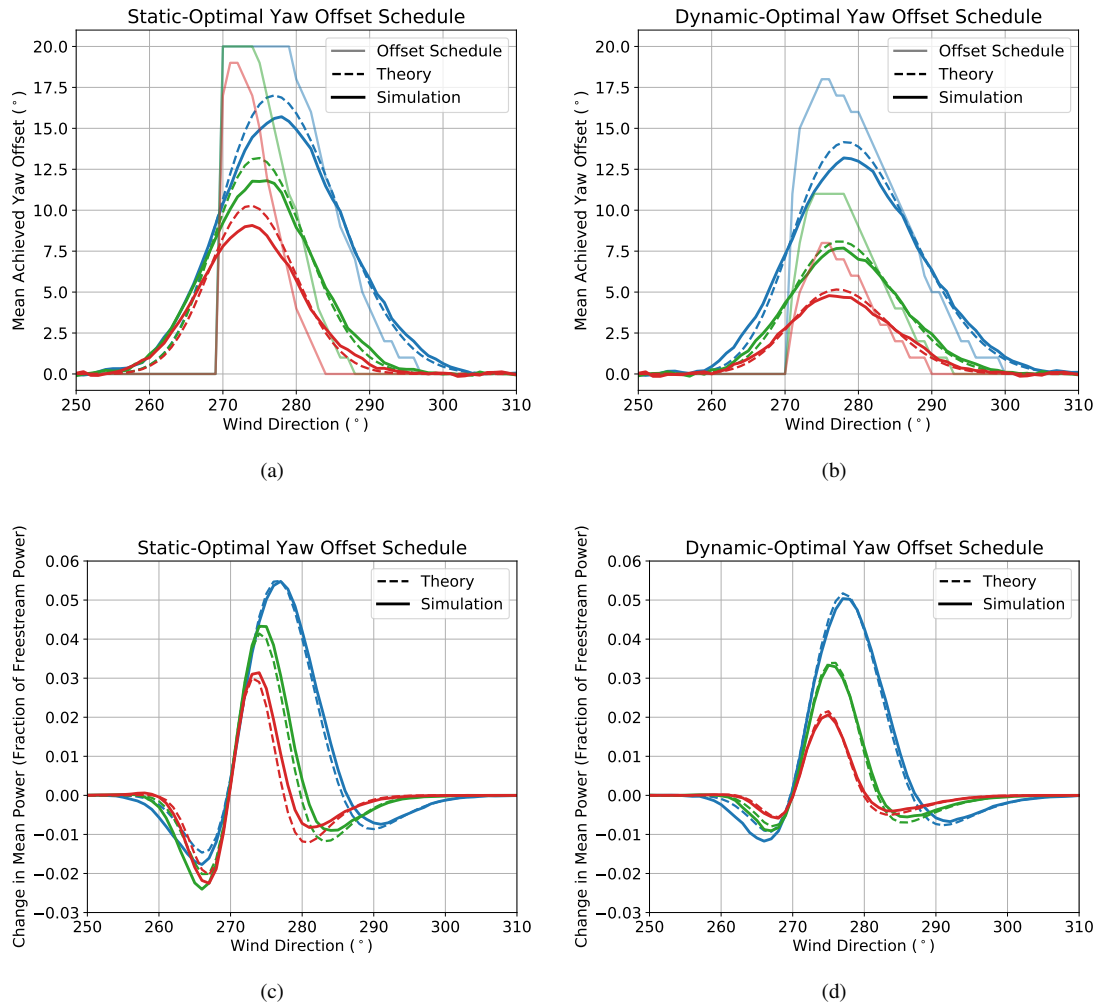 Static-Optimal Yaw Offset Schedule
Mean Achieved Yaw Offset (°)
20.0
17.5
15.0
12.5
10.0
7.5
5.0
2.5
0.0
Offset Schedule
Theory
Simulation
250 260 270 280 290 300 310
Wind Direction (°)
(a)
Dynamic-Optimal Yaw Offset Schedule
Mean Achieved Yaw Offset (°)
20.0
17.5
15.0
12.5
10.0
7.5
5.0
2.5
0.0
Offset Schedule
Theory
Simulation
250 260 270 280 290 300 310
Wind Direction (°)
(b)
Static-Optimal Yaw Offset Schedule
Change in Mean Power (Fraction of Freestream Power)
0.06
0.05
0.04
0.03
0.02
0.01
0.00
−0.01
−0.02
−0.03
Theory
Simulation
250 260 270 280 290 300 310
Wind Direction (°)
(c)
Dynamic-Optimal Yaw Offset Schedule
Change in Mean Power (Fraction of Freestream Power)
0.06
0.05
0.04
0.03
0.02
0.01
0.00
−0.01
−0.02
−0.03
Theory
Simulation
250 260 270 280 290 300 310
Wind Direction (°)
(d)